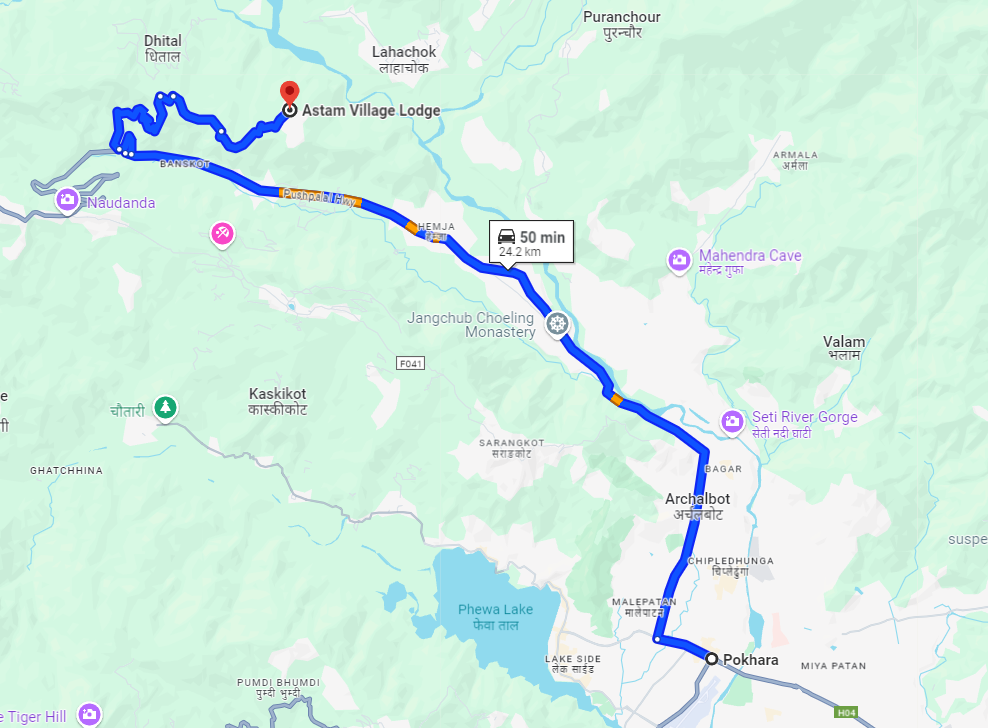 Puranchour
पुरन्चौर
Dhital
धिताल
Lahachok
लाहाचोक
Astam Village Lodge
ARMALA
अर्मला
BANSKOT
Pushpalal Hwy
Naudanda
HEMJA
हेम्जा
50 min
24.2 km
Mahendra Cave
महेन्द्र गुफा
Jangchub Choeling
Monastery
Valam
भलाम
F041
Kaskikot
कास्कीकोट
चौतारी
Seti River Gorge
सेती नदी घाटी
SARANGKOT
सराङकोट
GHATCHHINA
BAGAR
Archalbot
अर्चलबोट
suspe
CHIPLEDHUNGA
चिप्लेढुंगा
MALEPATAN
मालेपाटन
Phewa Lake
फेवा ताल
LAKE SIDE
लेक साईड
Pokhara
MIYA PATAN
PUMDI BHUMDI
पुम्दी भुम्दी
e Tiger Hill
H04